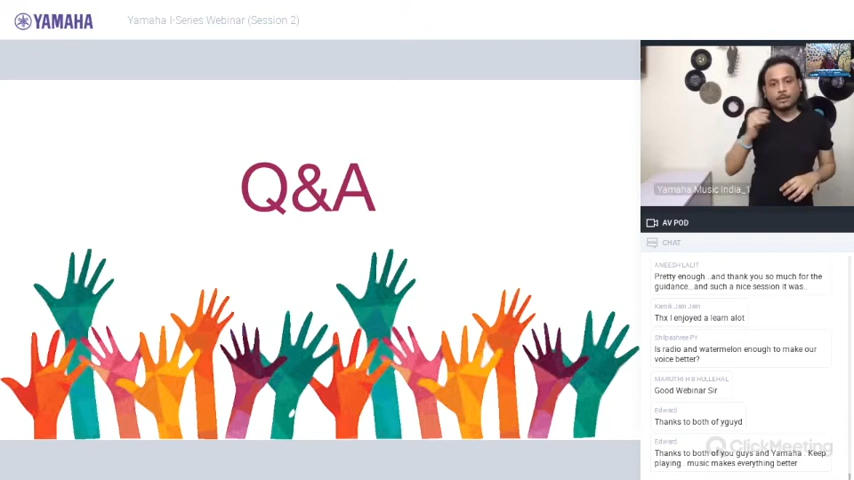 YAMAHA
Yamaha I-Series Webinar (Session 2)
Q&A
Yamaha Music India_1
AV POD
CHAT
ANEESH LALIT
Pretty enough ..and thank you so much for the
guidance...and such a nice session it was..
Kamik Jain Jain
Thx I enjoyed a learn alot
Shilpashree PY
Is radio and watermelon enough to make our
voice better?
MARUTHI H B HULLEHAL
Good Webinar Sir
Edward
Thanks to both of yguyd
Edward
Thanks to both of you guys and Yamaha . Keep
playing . music makes everything better
ClickMeeting